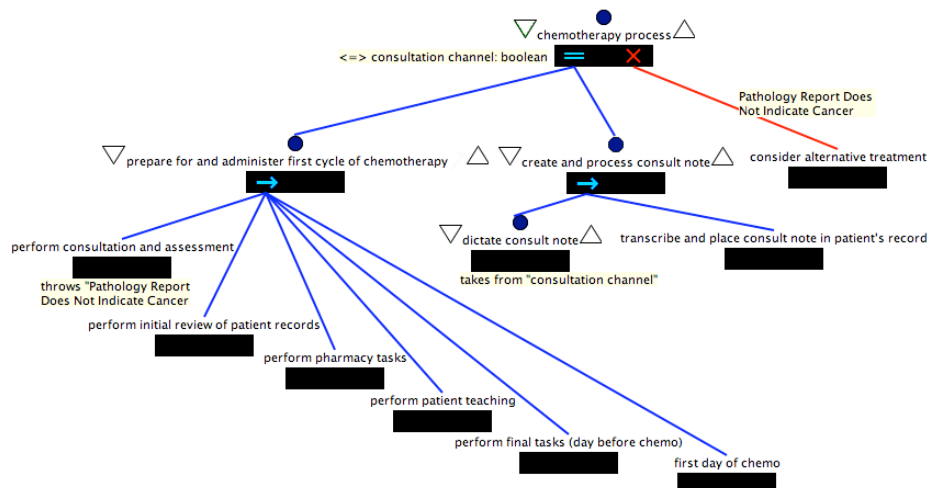 chemotherapy process
<=> consultation channel: boolean
Pathology Report Does
Not Indicate Cancer
prepare for and administer first cycle of chemotherapy
create and process consult note
consider alternative treatment
perform consultation and assessment
throws "Pathology Report
Does Not Indicate Cancer
dictate consult note
takes from "consultation channel"
transcribe and place consult note in patient's record
perform initial review of patient records
perform pharmacy tasks
perform patient teaching
perform final tasks (day before chemo)
first day of chemo